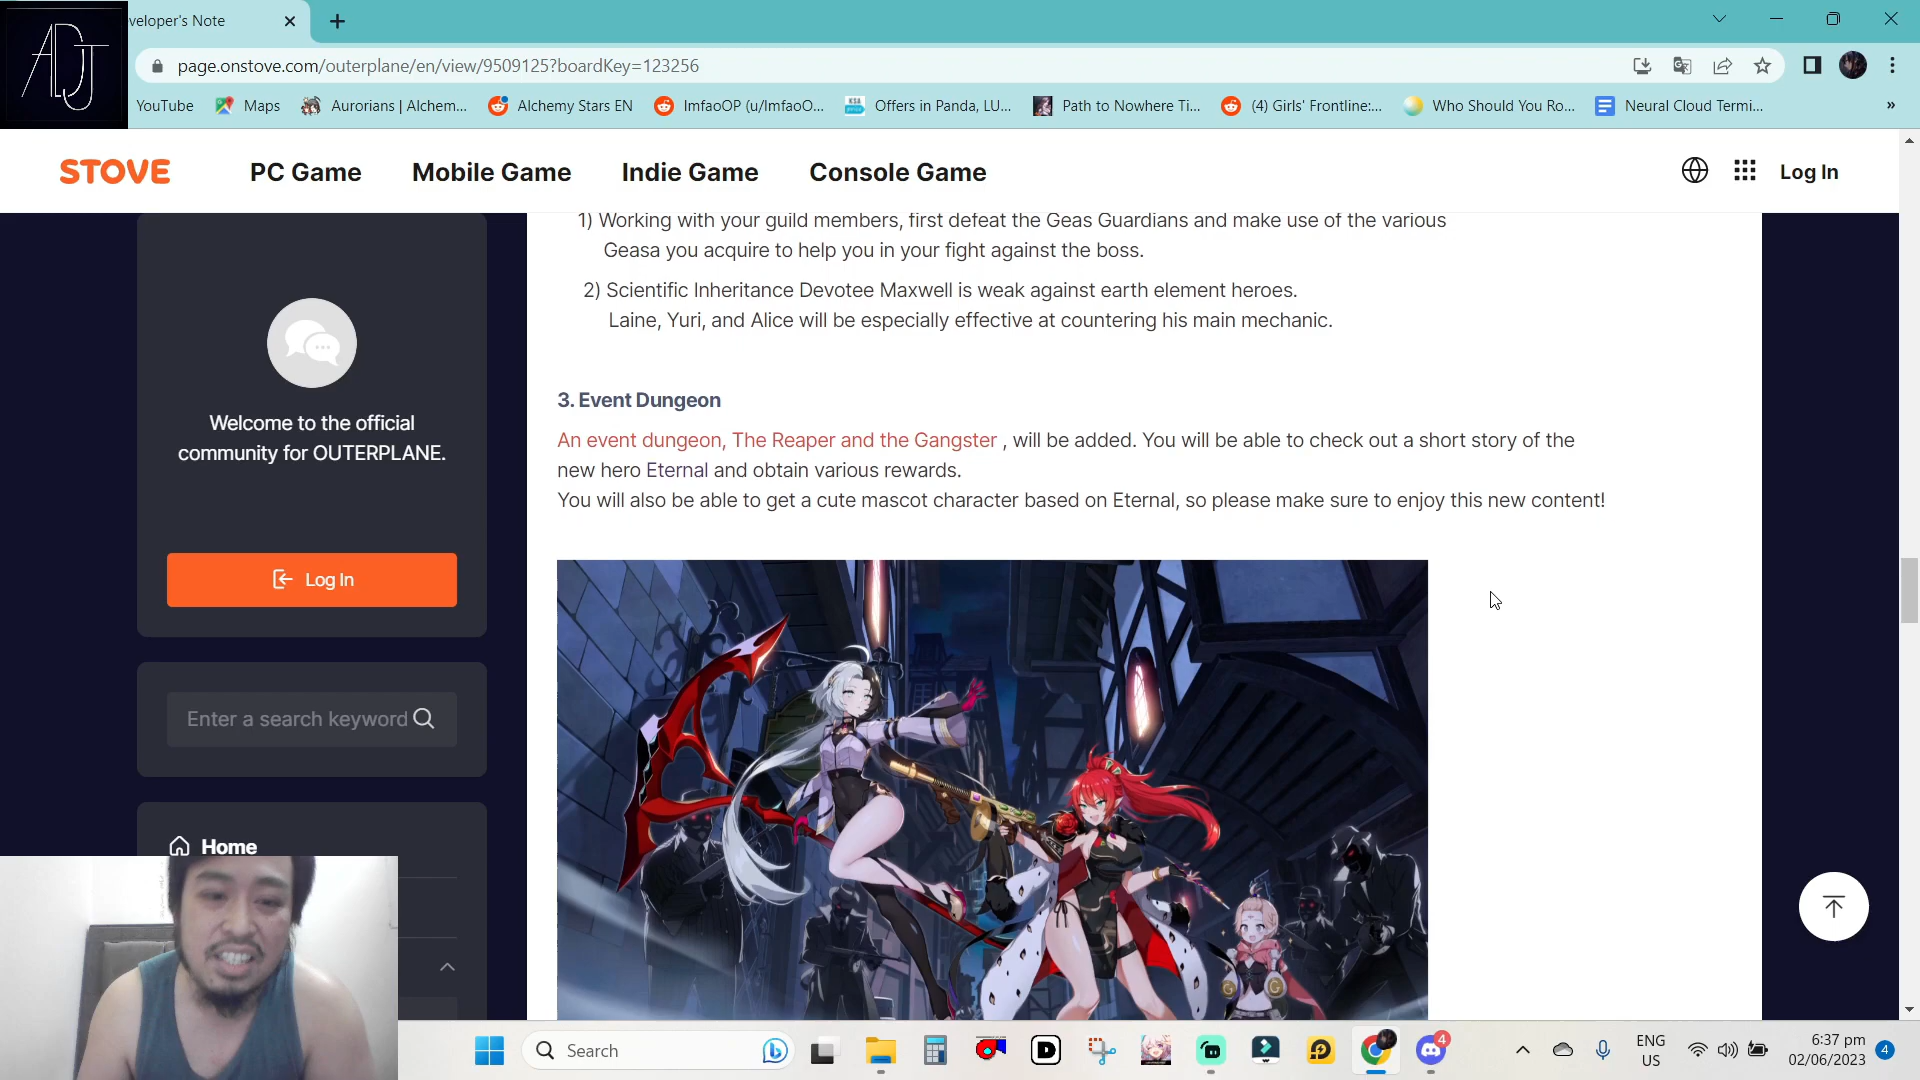 veloper's Note
page.onstove.com/outerplane/en/view/9509125?boardKey=123256
YouTube
Maps
Aurorians | Alchem...
Alchemy Stars EN
lmfaoOP (u/lmfaoO...
Offers in Panda, LU...
Path to Nowhere Ti...
(4) Girls' Frontline:...
Who Should You Ro...
Neural Cloud Termi...
»
ADJ
STOVE
PC Game
Mobile Game
Indie Game
Console Game
Log In
1) Working with your guild members, first defeat the Geas Guardians and make use of the various
Geasa you acquire to help you in your fight against the boss.
2) Scientific Inheritance Devotee Maxwell is weak against earth element heroes.
Laine, Yuri, and Alice will be especially effective at countering his main mechanic.
3. Event Dungeon
An event dungeon, The Reaper and the Gangster , will be added. You will be able to check out a short story of the
new hero Eternal and obtain various rewards.
You will also be able to get a cute mascot character based on Eternal, so please make sure to enjoy this new content!
Welcome to the official
community for OUTERPLANE.
Log In
Enter a search keyword
Home
G G
Search
D
4
ENG
US
6:37 pm
02/06/2023
4